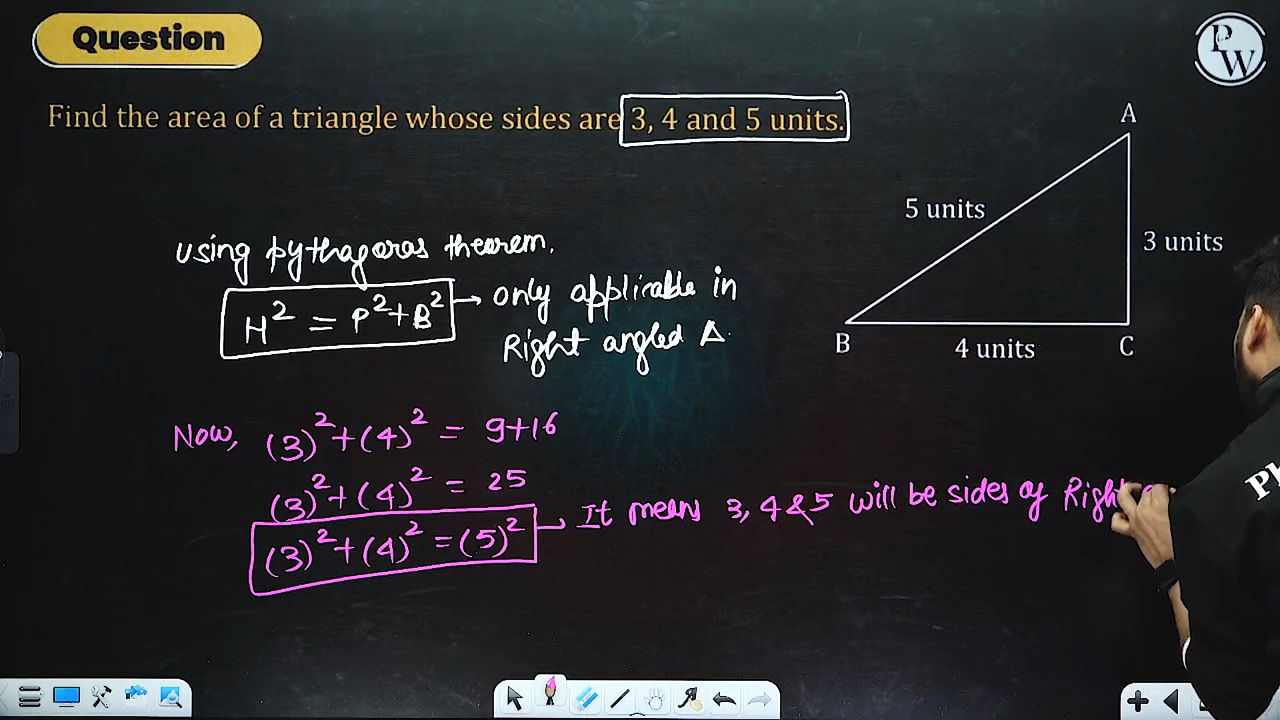 Question
PW
Find the area of a triangle whose sides are 3, 4 and 5 units.
A
5 units
3 units
B
4 units
C
using pythagoras theorem.
H² = P²+B² → only applicable in
Right angled Δ.
Now, (3)²+(4)² = 9+16
(3)²+(4)² = 25
(3)²+(4)² = (5)² → It means 3, 4 & 5 will be sides of Right